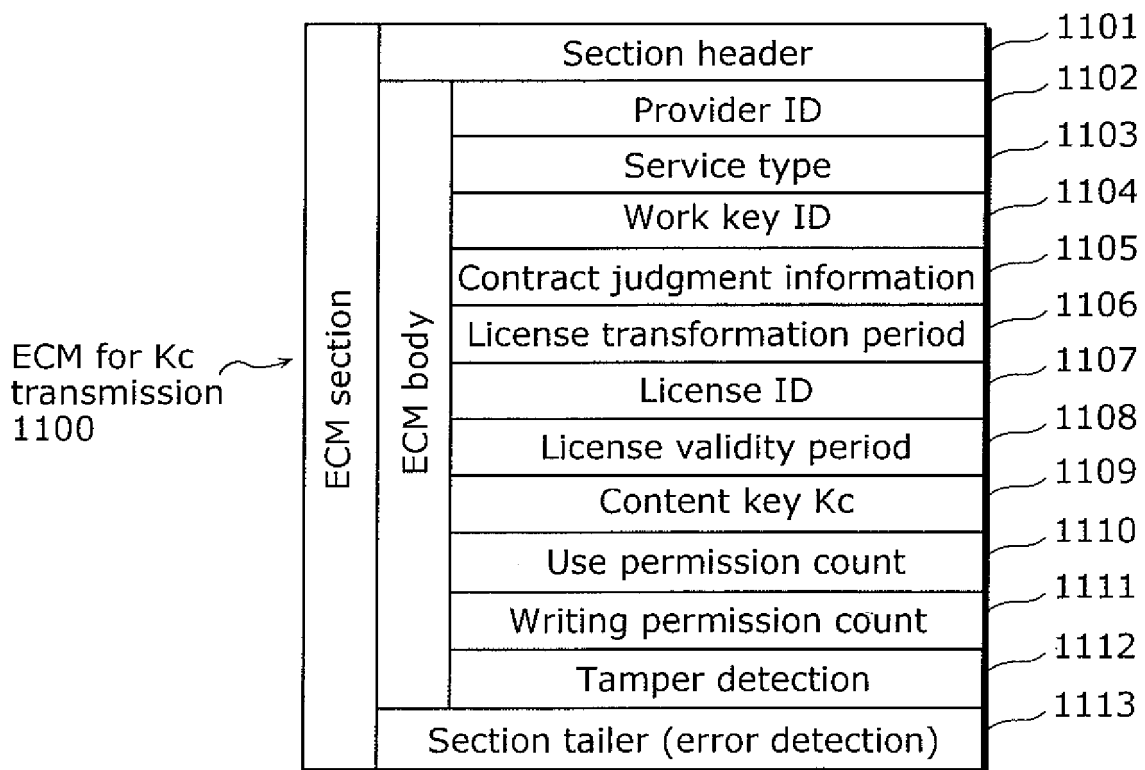 Section header
1101
Provider ID
1102
Service type
1103
Work key ID
1104
Contract judgment information
1105
License transformation period
1106
License ID
1107
License validity period
1108
Content key Kc
1109
Use permission count
1110
Writing permission count
1111
Tamper detection
1112
Section tailer (error detection)
1113
ECM for Kc
transmission
1100
ECM section
ECM body